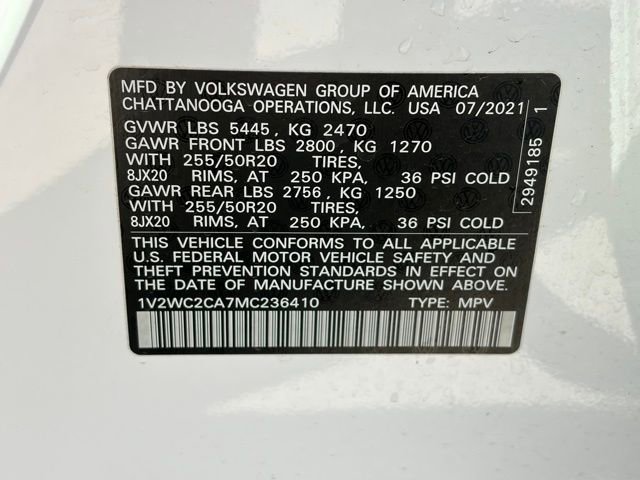 MFD BY VOLKSWAGEN GROUP OF AMERICA
CHATTANOOGA OPERATIONS, LLC. USA 07/2021
GVWR LBS 5445, KG 2470
GAWR FRONT LBS 2800, KG 1270
WITH 255/50R20 TIRES,
8JX20 RIMS, AT 250 KPA, 36 PSI COLD
GAWR REAR LBS 2756, KG 1250
WITH 255/50R20 TIRES,
8JX20 RIMS, AT 250 KPA, 36 PSI COLD
THIS VEHICLE CONFORMS TO ALL APPLICABLE
U.S. FEDERAL MOTOR VEHICLE SAFETY AND
THEFT PREVENTION STANDARDS IN EFFECT ON
THE DATE OF MANUFACTURE SHOWN ABOVE.
1V2WC2CA7MC236410 TYPE: MPV
2949185 1